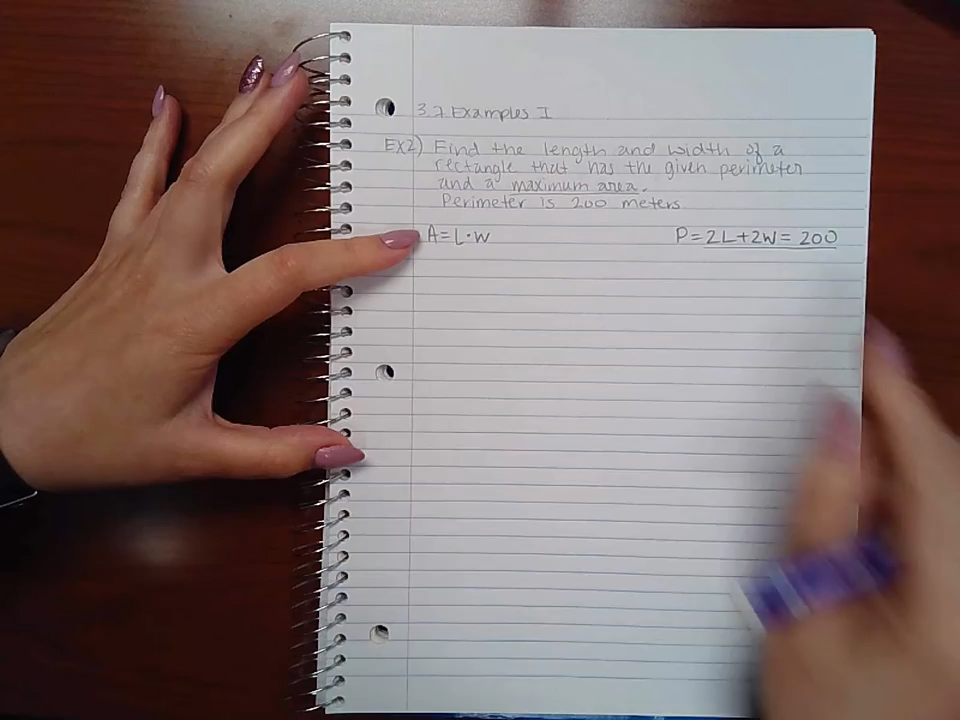 3.7 Examples I
EX2) Find the length and width of a
rectangle that has the given perimeter
and a maximum area.
Perimeter is 200 meters
A=L·W P=2L+2W=200